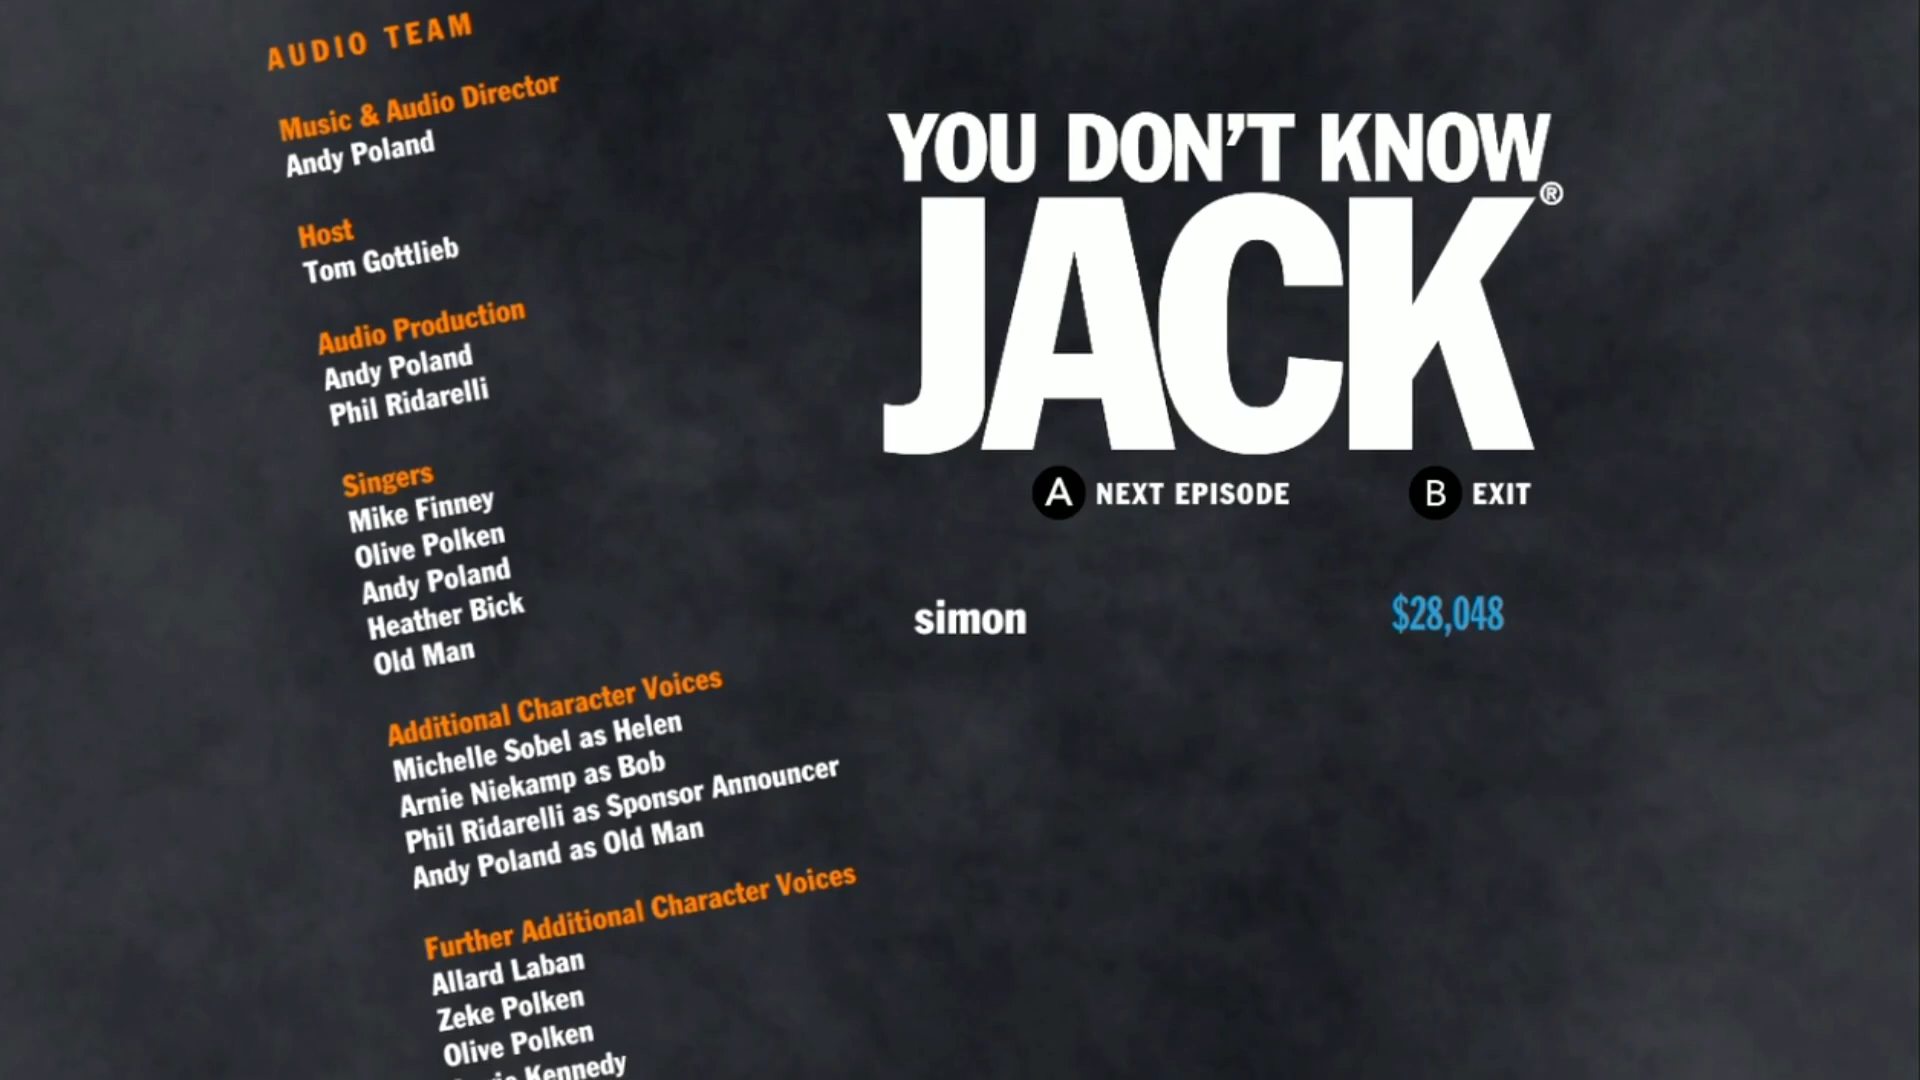 AUDIO TEAM
Music & Audio Director
Andy Poland
Host
Tom Gottlieb
Audio Production
Andy Poland
Phil Ridarelli
Singers
Mike Finney
Olive Polken
Andy Poland
Heather Bick
Old Man
Additional Character Voices
Michelle Sobel as Helen
Arnie Niekamp as Bob
Phil Ridarelli as Sponsor Announcer
Andy Poland as Old Man
Further Additional Character Voices
Allard Laban
Zeke Polken
Olive Polken
Kennedy
YOU DON'T KNOW
JACK®
A NEXT EPISODE B EXIT
simon $28,048